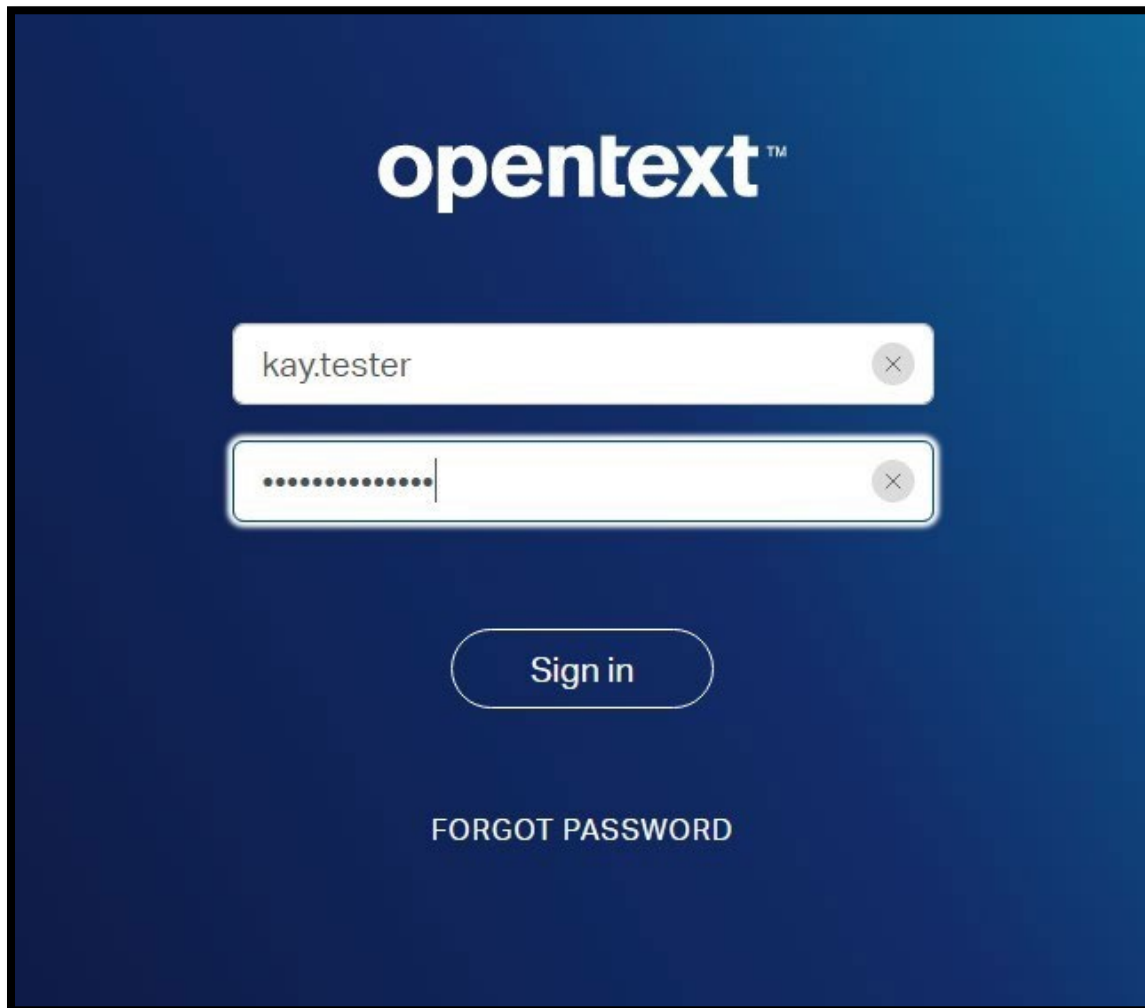 opentext™
kay.tester
••••••••••••••
Sign in
FORGOT PASSWORD